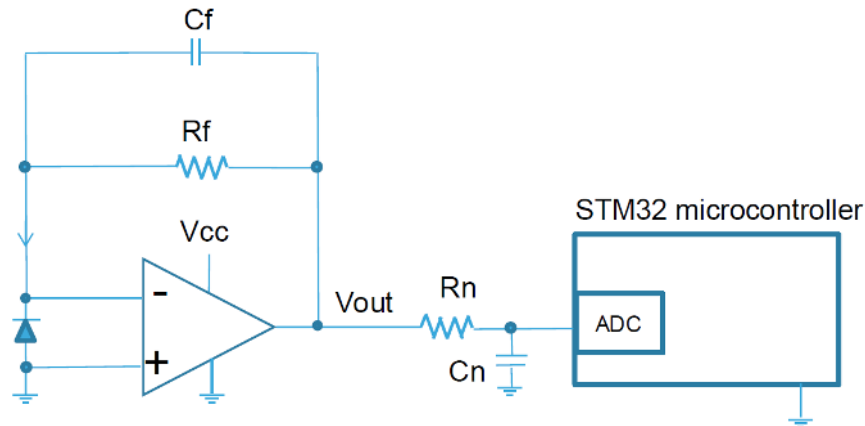 Cf
Rf
STM32 microcontroller
Vcc
-
Vout
Rn
ADC
+
Cn